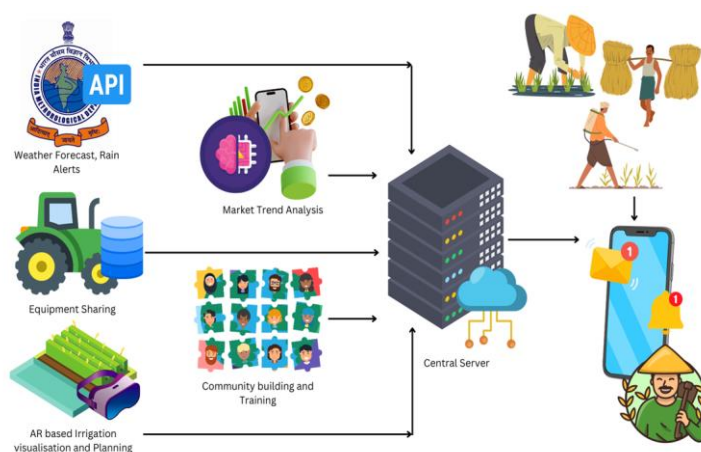 API
Weather Forecast, Rain
Alerts
Market Trend Analysis
Equipment Sharing
Community building and
Training
Central Server
AR based Irrigation
visualisation and Planning
1
1